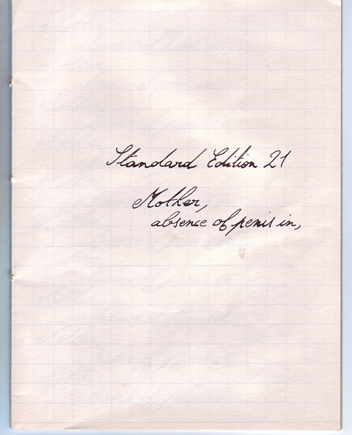 Standard Edition 21
Mother,
absence of penis in,